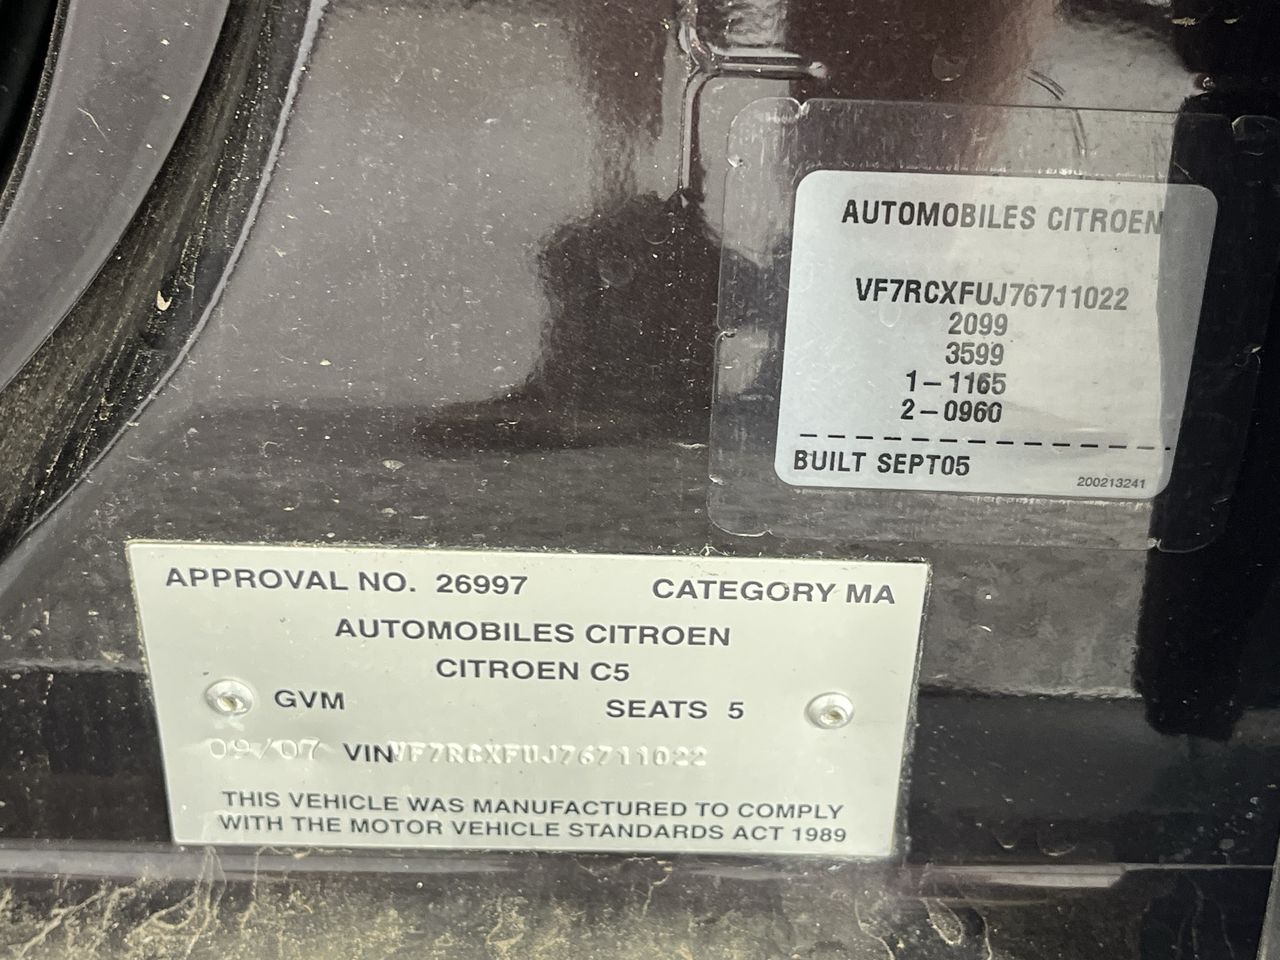 AUTOMOBILES CITROEN
VF7RCXFUJ76711022
2099
3599
1-1165
2-0960
BUILT SEPT05
200213241
APPROVAL NO. 26997 CATEGORY MA
AUTOMOBILES CITROEN
CITROEN C5
GVM SEATS 5
09/07 VIN VF7RCXFUJ76711022
THIS VEHICLE WAS MANUFACTURED TO COMPLY
WITH THE MOTOR VEHICLE STANDARDS ACT 1989